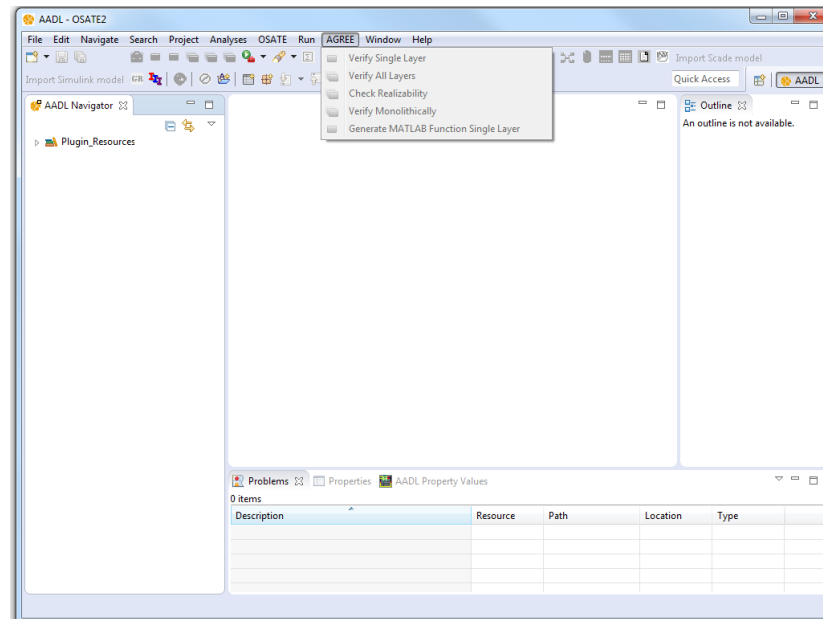 AADL - OSATE2
File Edit Navigate Search Project Analyses OSATE Run AGREE Window Help
Import Scade model
Import Simulink model GR
Quick Access
AADL
Verify Single Layer
Verify All Layers
Check Realizability
Verify Monolithically
Generate MATLAB Function Single Layer
AADL Navigator
Plugin_Resources
Outline
An outline is not available.
Problems Properties AADL Property Values
0 items
Description Resource Path Location Type